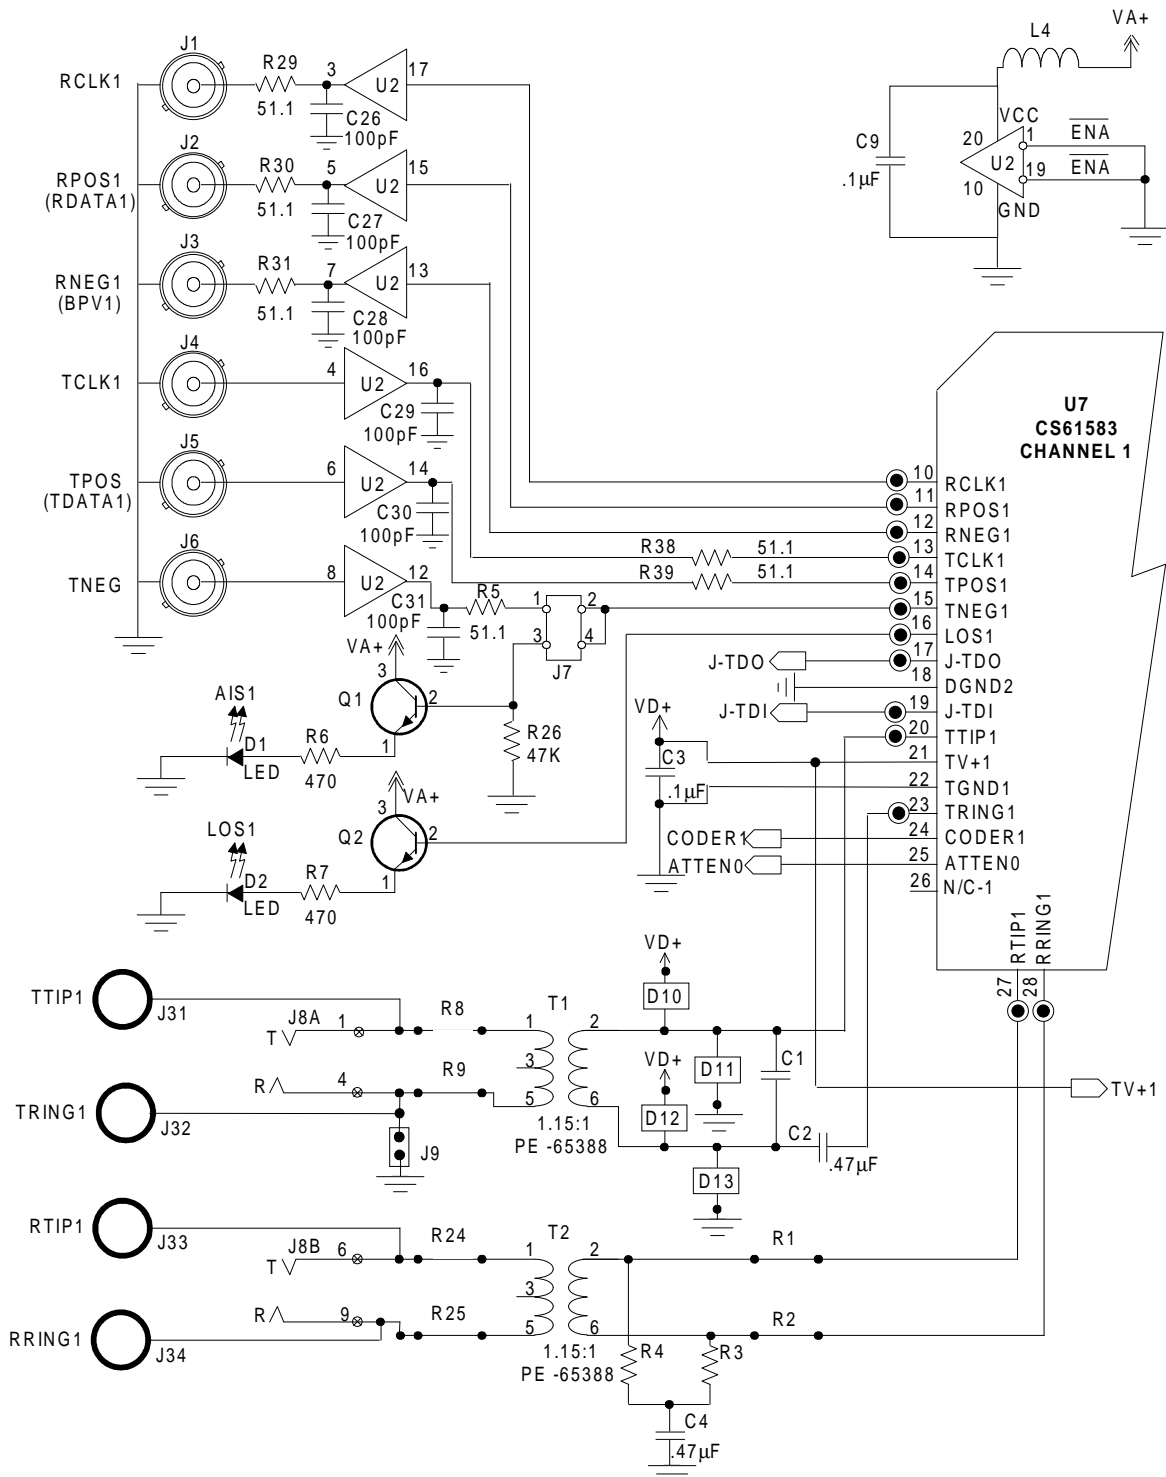 VA+
L4
J1
RCLK1
R29
51.1
3
U2
17
C26
100pF
C9
.1µF
VCC
20
U2
10
GND
1
ENA
19
ENA
J2
RPOS1
(RDATA1)
R30
51.1
5
U2
15
C27
100pF
J3
RNEG1
(BPV1)
R31
51.1
7
U2
13
C28
100pF
J4
TCLK1
4
U2
16
C29
100pF
J5
TPOS
(TDATA1)
6
U2
14
C30
100pF
J6
TNEG
8
U2
12
C31
100pF
R5
51.1
1
2
3
4
J7
R38
51.1
R39
51.1
U7
CS61583
CHANNEL 1
10
RCLK1
11
RPOS1
12
RNEG1
13
TCLK1
14
TPOS1
15
TNEG1
16
LOS1
J-TDO
17
J-TDO
18
DGND2
J-TDI
19
J-TDI
20
TTIP1
21
TV+1
22
TGND1
23
TRING1
CODER1
24
CODER1
ATTEN0
25
ATTEN0
26
N/C-1
RTIP1
RRING1
27
28
VA+
3
Q1
2
1
AIS1
D1
LED
R6
470
R26
47K
VD+
C3
.1µF
VA+
3
Q2
2
1
LOS1
D2
LED
R7
470
TTIP1
J31
T
J8A
1
R8
T1
1
2
3
5
6
1.15:1
PE -65388
R
4
R9
TRING1
J32
J9
VD+
D10
VD+
D11
D12
D13
C1
C2
.47µF
TV+1
RTIP1
J33
T
J8B
6
R24
T2
1
2
3
5
6
1.15:1
PE -65388
R
9
R25
RRING1
J34
R1
R2
R4
R3
C4
.47µF